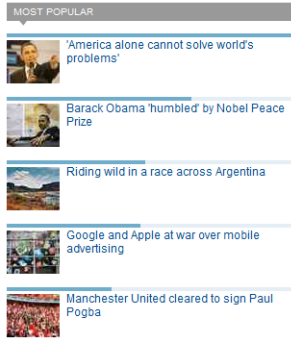 MOST POPULAR
'America alone cannot solve world's
problems'
Barack Obama 'humbled' by Nobel Peace
Prize
Riding wild in a race across Argentina
Google and Apple at war over mobile
advertising
Manchester United cleared to sign Paul
Pogba